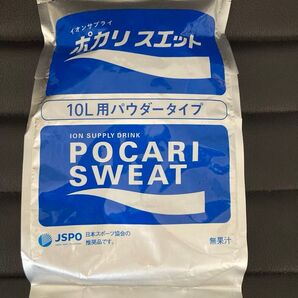 イオンサプライ
ポカリスエット
10L用パウダータイプ
ION SUPPLY DRINK
POCARI
SWEAT
JSPO
日本スポーツ協会の
推奨品です。
無果汁